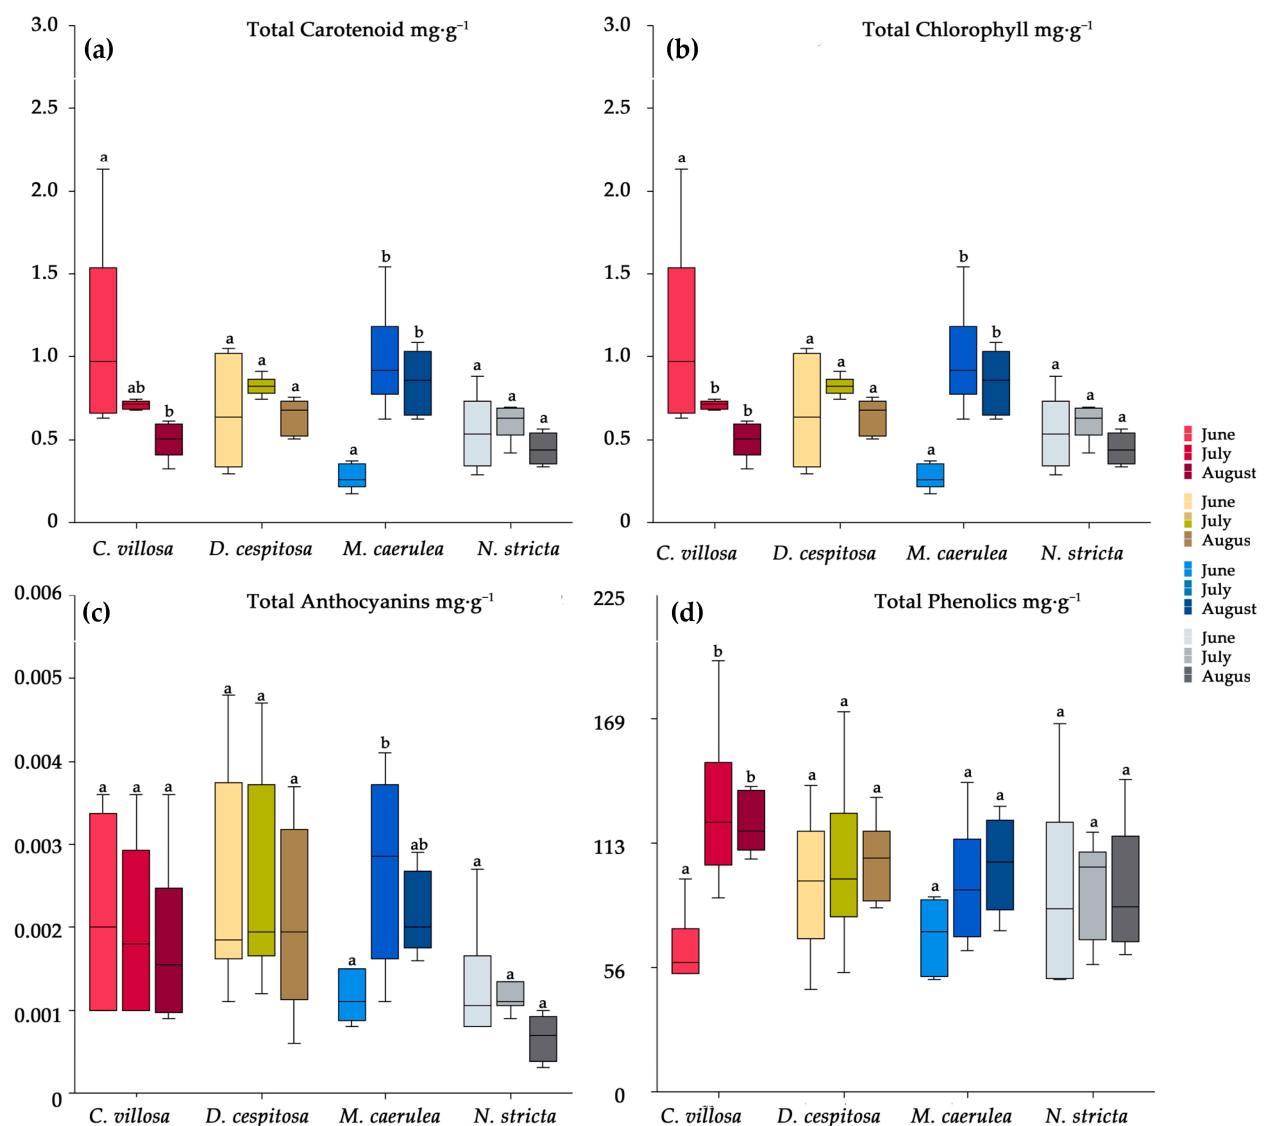 (a)
Total Carotenoid mg·g⁻¹
3.0
2.5
2.0
1.5
1.0
0.5
0
a
ab
b
a
a
a
a
b
b
a
a
a
C. villosa
D. cespitosa
M. caerulea
N. stricta
(b)
Total Chlorophyll mg·g⁻¹
3.0
2.5
2.0
1.5
1.0
0.5
0
a
b
b
a
a
a
a
b
b
a
a
a
C. villosa
D. cespitosa
M. caerulea
N. stricta
June
July
August
June
July
Augus
June
July
August
June
July
Augus
(c)
Total Anthocyanins mg·g⁻¹
0.006
0.005
0.004
0.003
0.002
0.001
0
a
a
a
a
a
a
a
b
ab
a
a
a
C. villosa
D. cespitosa
M. caerulea
N. stricta
(d)
Total Phenolics mg·g⁻¹
225
169
113
56
0
a
b
b
a
a
a
a
a
a
a
a
a
C. villosa
D. cespitosa
M. caerulea
N. stricta